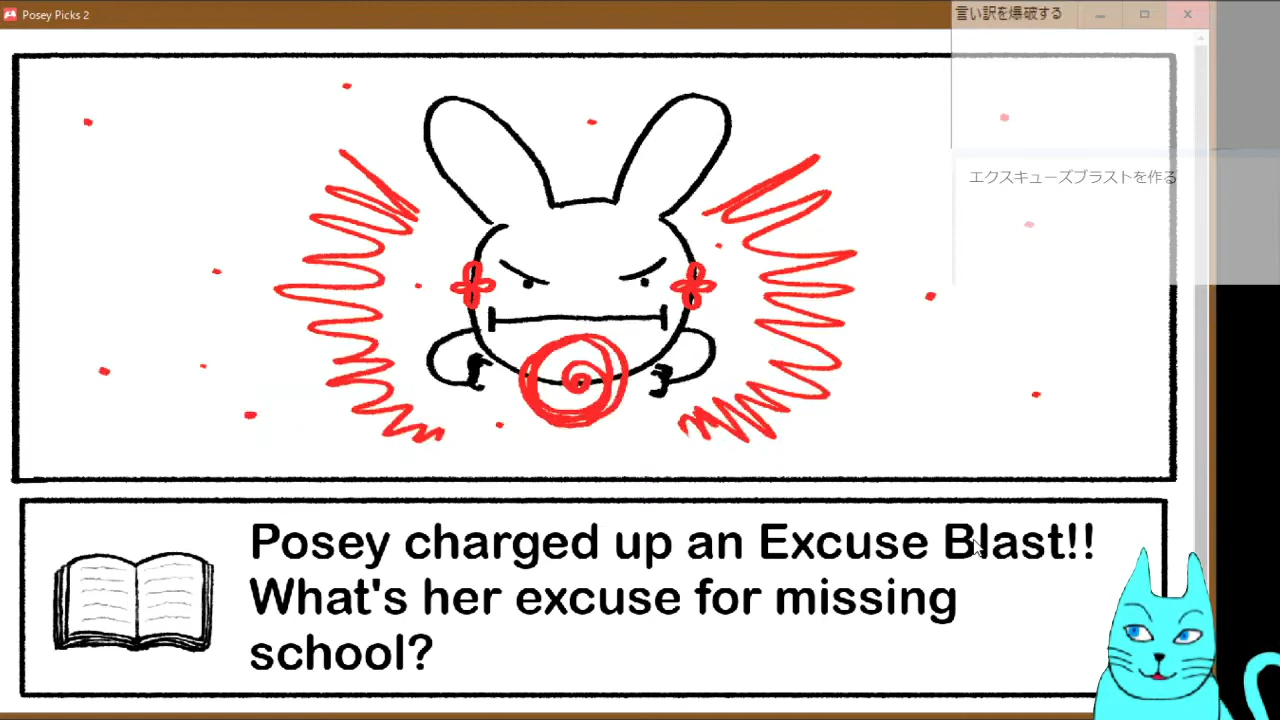 Posey Picks 2
言い訳を爆破する
エクスキューズブラストを作る
Posey charged up an Excuse Blast!!
What's her excuse for missing
school?